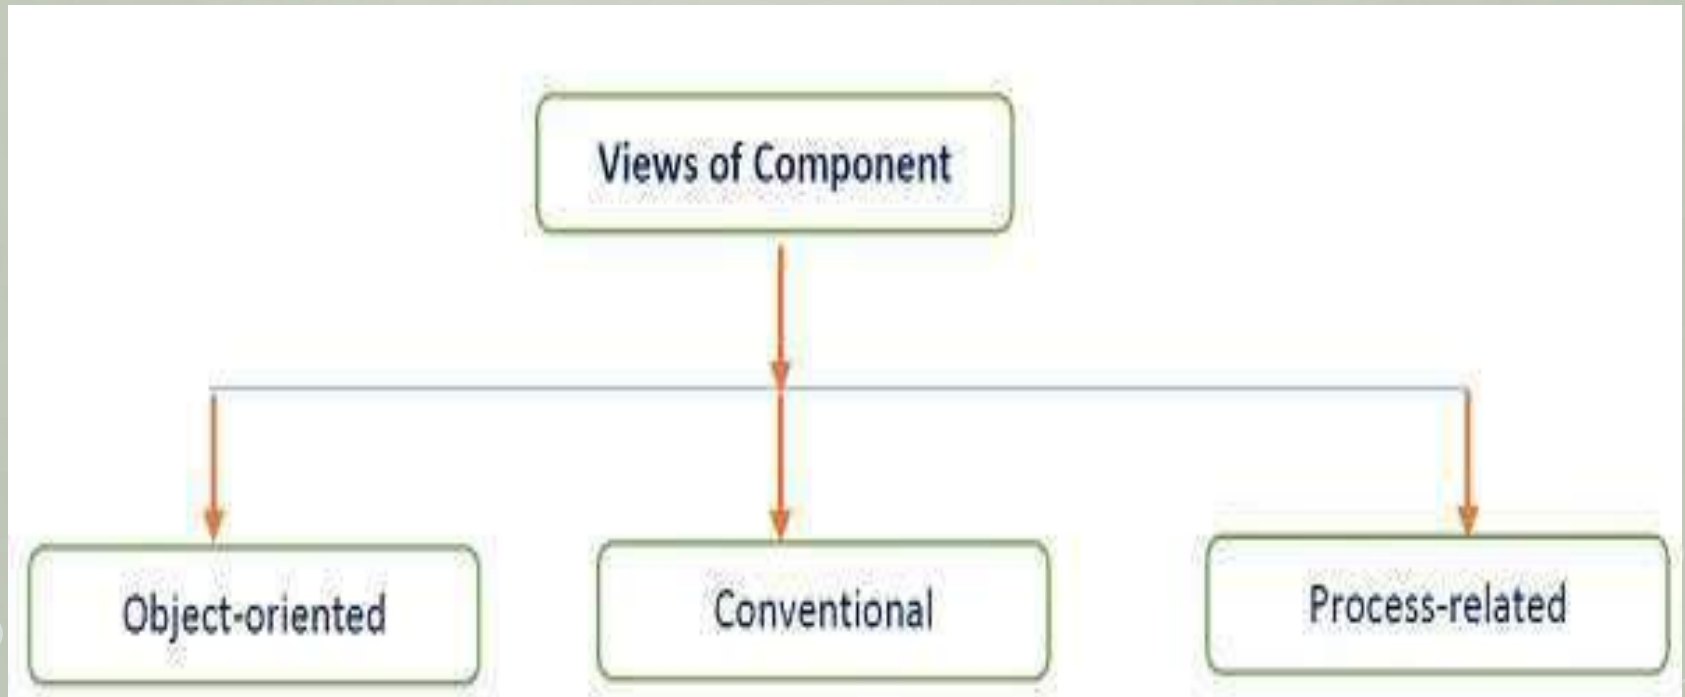 Views of Component
Object-oriented
Conventional
Process-related